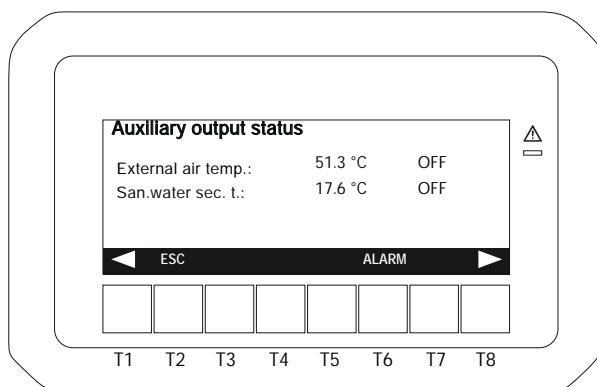 Auxiliary output status
External air temp.: 51.3 °C OFF
San.water sec. t.: 17.6 °C OFF
ESC ALARM
T1 T2 T3 T4 T5 T6 T7 T8